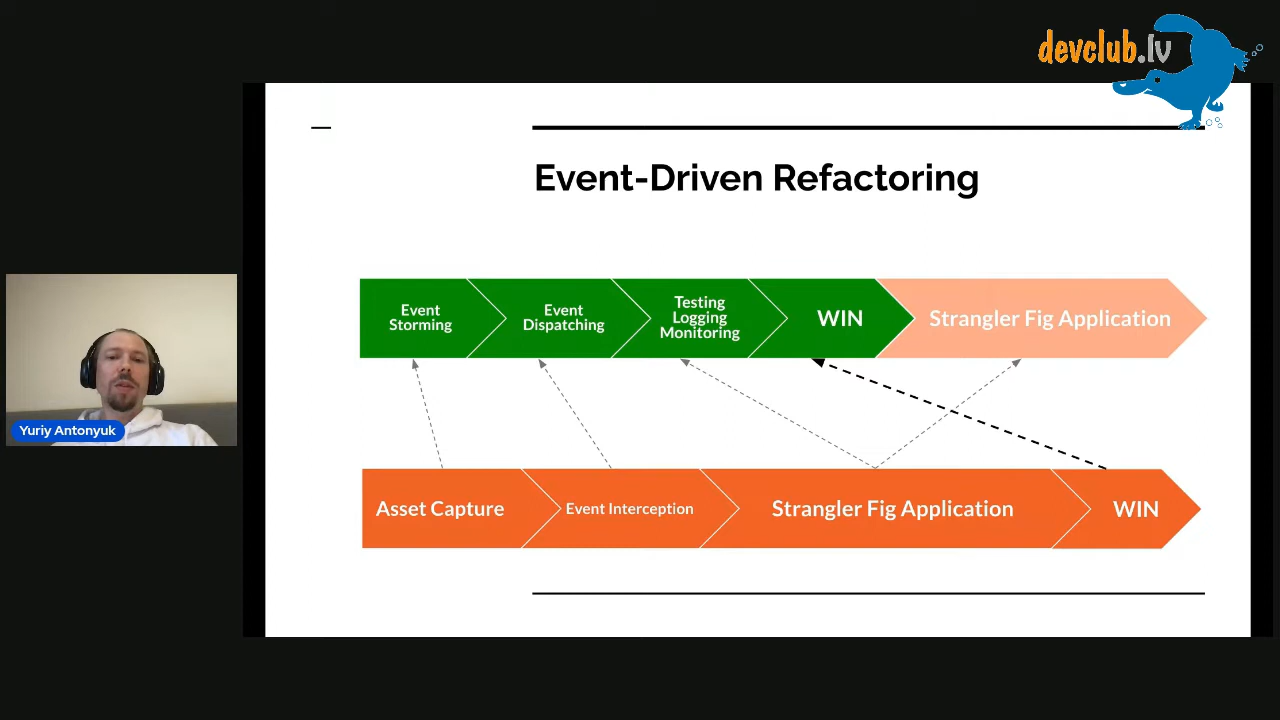 devclub.lv
Event-Driven Refactoring
Event
Storming
Event
Dispatching
Testing
Logging
Monitoring
WIN
Strangler Fig Application
Yuriy Antonyuk
Asset Capture
Event Interception
Strangler Fig Application
WIN